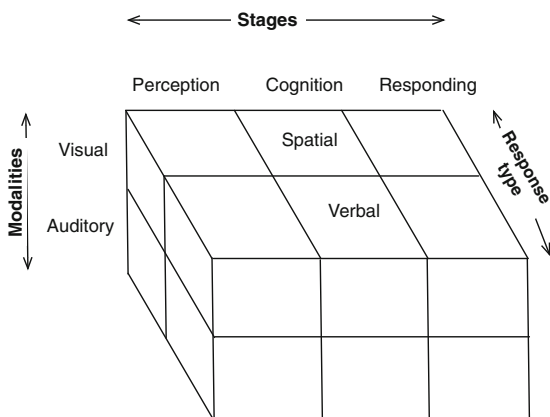 Stages
Perception Cognition Responding
Visual
Spatial
Response
type
Modalities
Auditory
Verbal